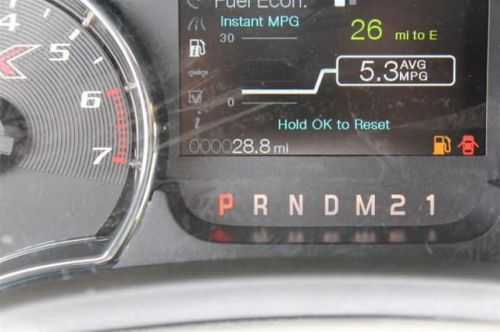 Fuel Econ.
Instant MPG
30
26 mi to E
5.3 AVG MPG
0
Hold OK to Reset
000028.8 mi
P R N D M 2 1
4
5
6
7